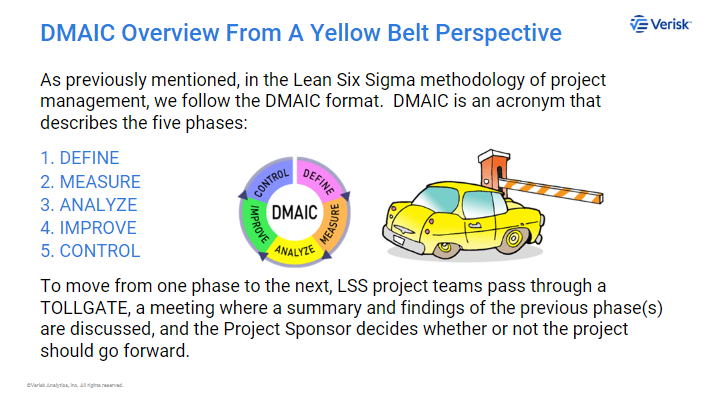 DMAIC Overview From A Yellow Belt Perspective
Verisk
As previously mentioned, in the Lean Six Sigma methodology of project
management, we follow the DMAIC format.  DMAIC is an acronym that
describes the five phases:
1. DEFINE
2. MEASURE
3. ANALYZE
4. IMPROVE
5. CONTROL
DMAIC
DEFINE
MEASURE
ANALYZE
IMPROVE
CONTROL
To move from one phase to the next, LSS project teams pass through a
TOLLGATE, a meeting where a summary and findings of the previous phase(s)
are discussed, and the Project Sponsor decides whether or not the project
should go forward.
©Verisk Analytics, Inc. All rights reserved.